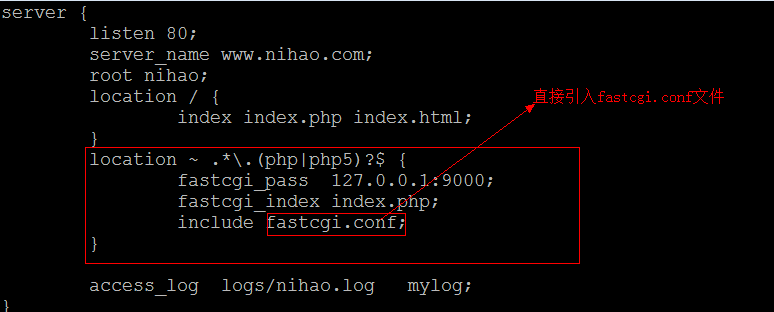 server {
listen 80;
server_name www.nihao.com;
root nihao;
location / {
直接引入fastcgi.conf文件
index index.php index.html;
}
location ~ .*\.(php|php5)?$ {
fastcgi_pass 127.0.0.1:9000;
fastcgi_index index.php;
include fastcgi.conf;
}
access_log logs/nihao.log mylog;
}